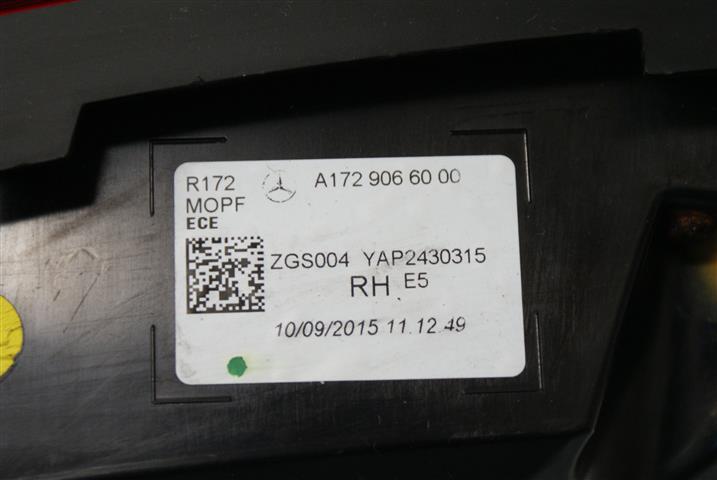 R172 A172 906 60 00
MOPF
ECE
ZGS004 YAP2430315
RH E5
10/09/2015 11.12.49